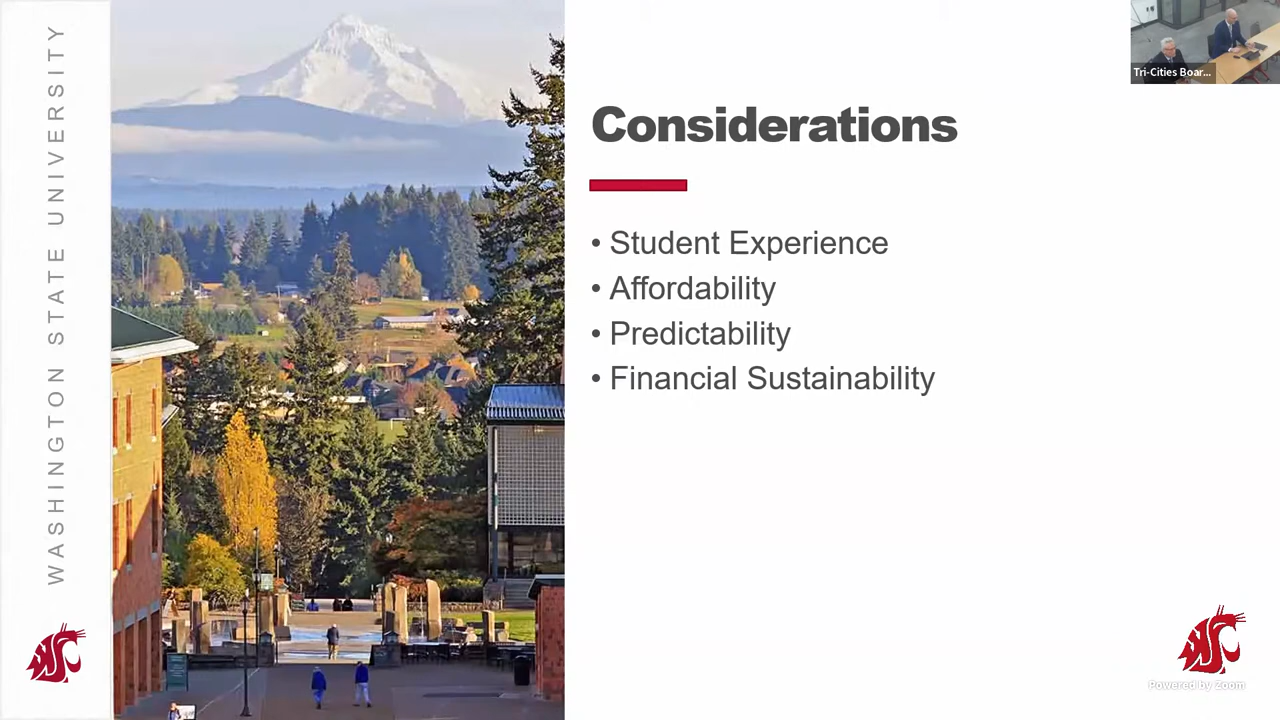 WASHINGTON STATE UNIVERSITY
Tri-Cities Boar...
Considerations
• Student Experience
• Affordability
• Predictability
• Financial Sustainability
Powered by Zoom